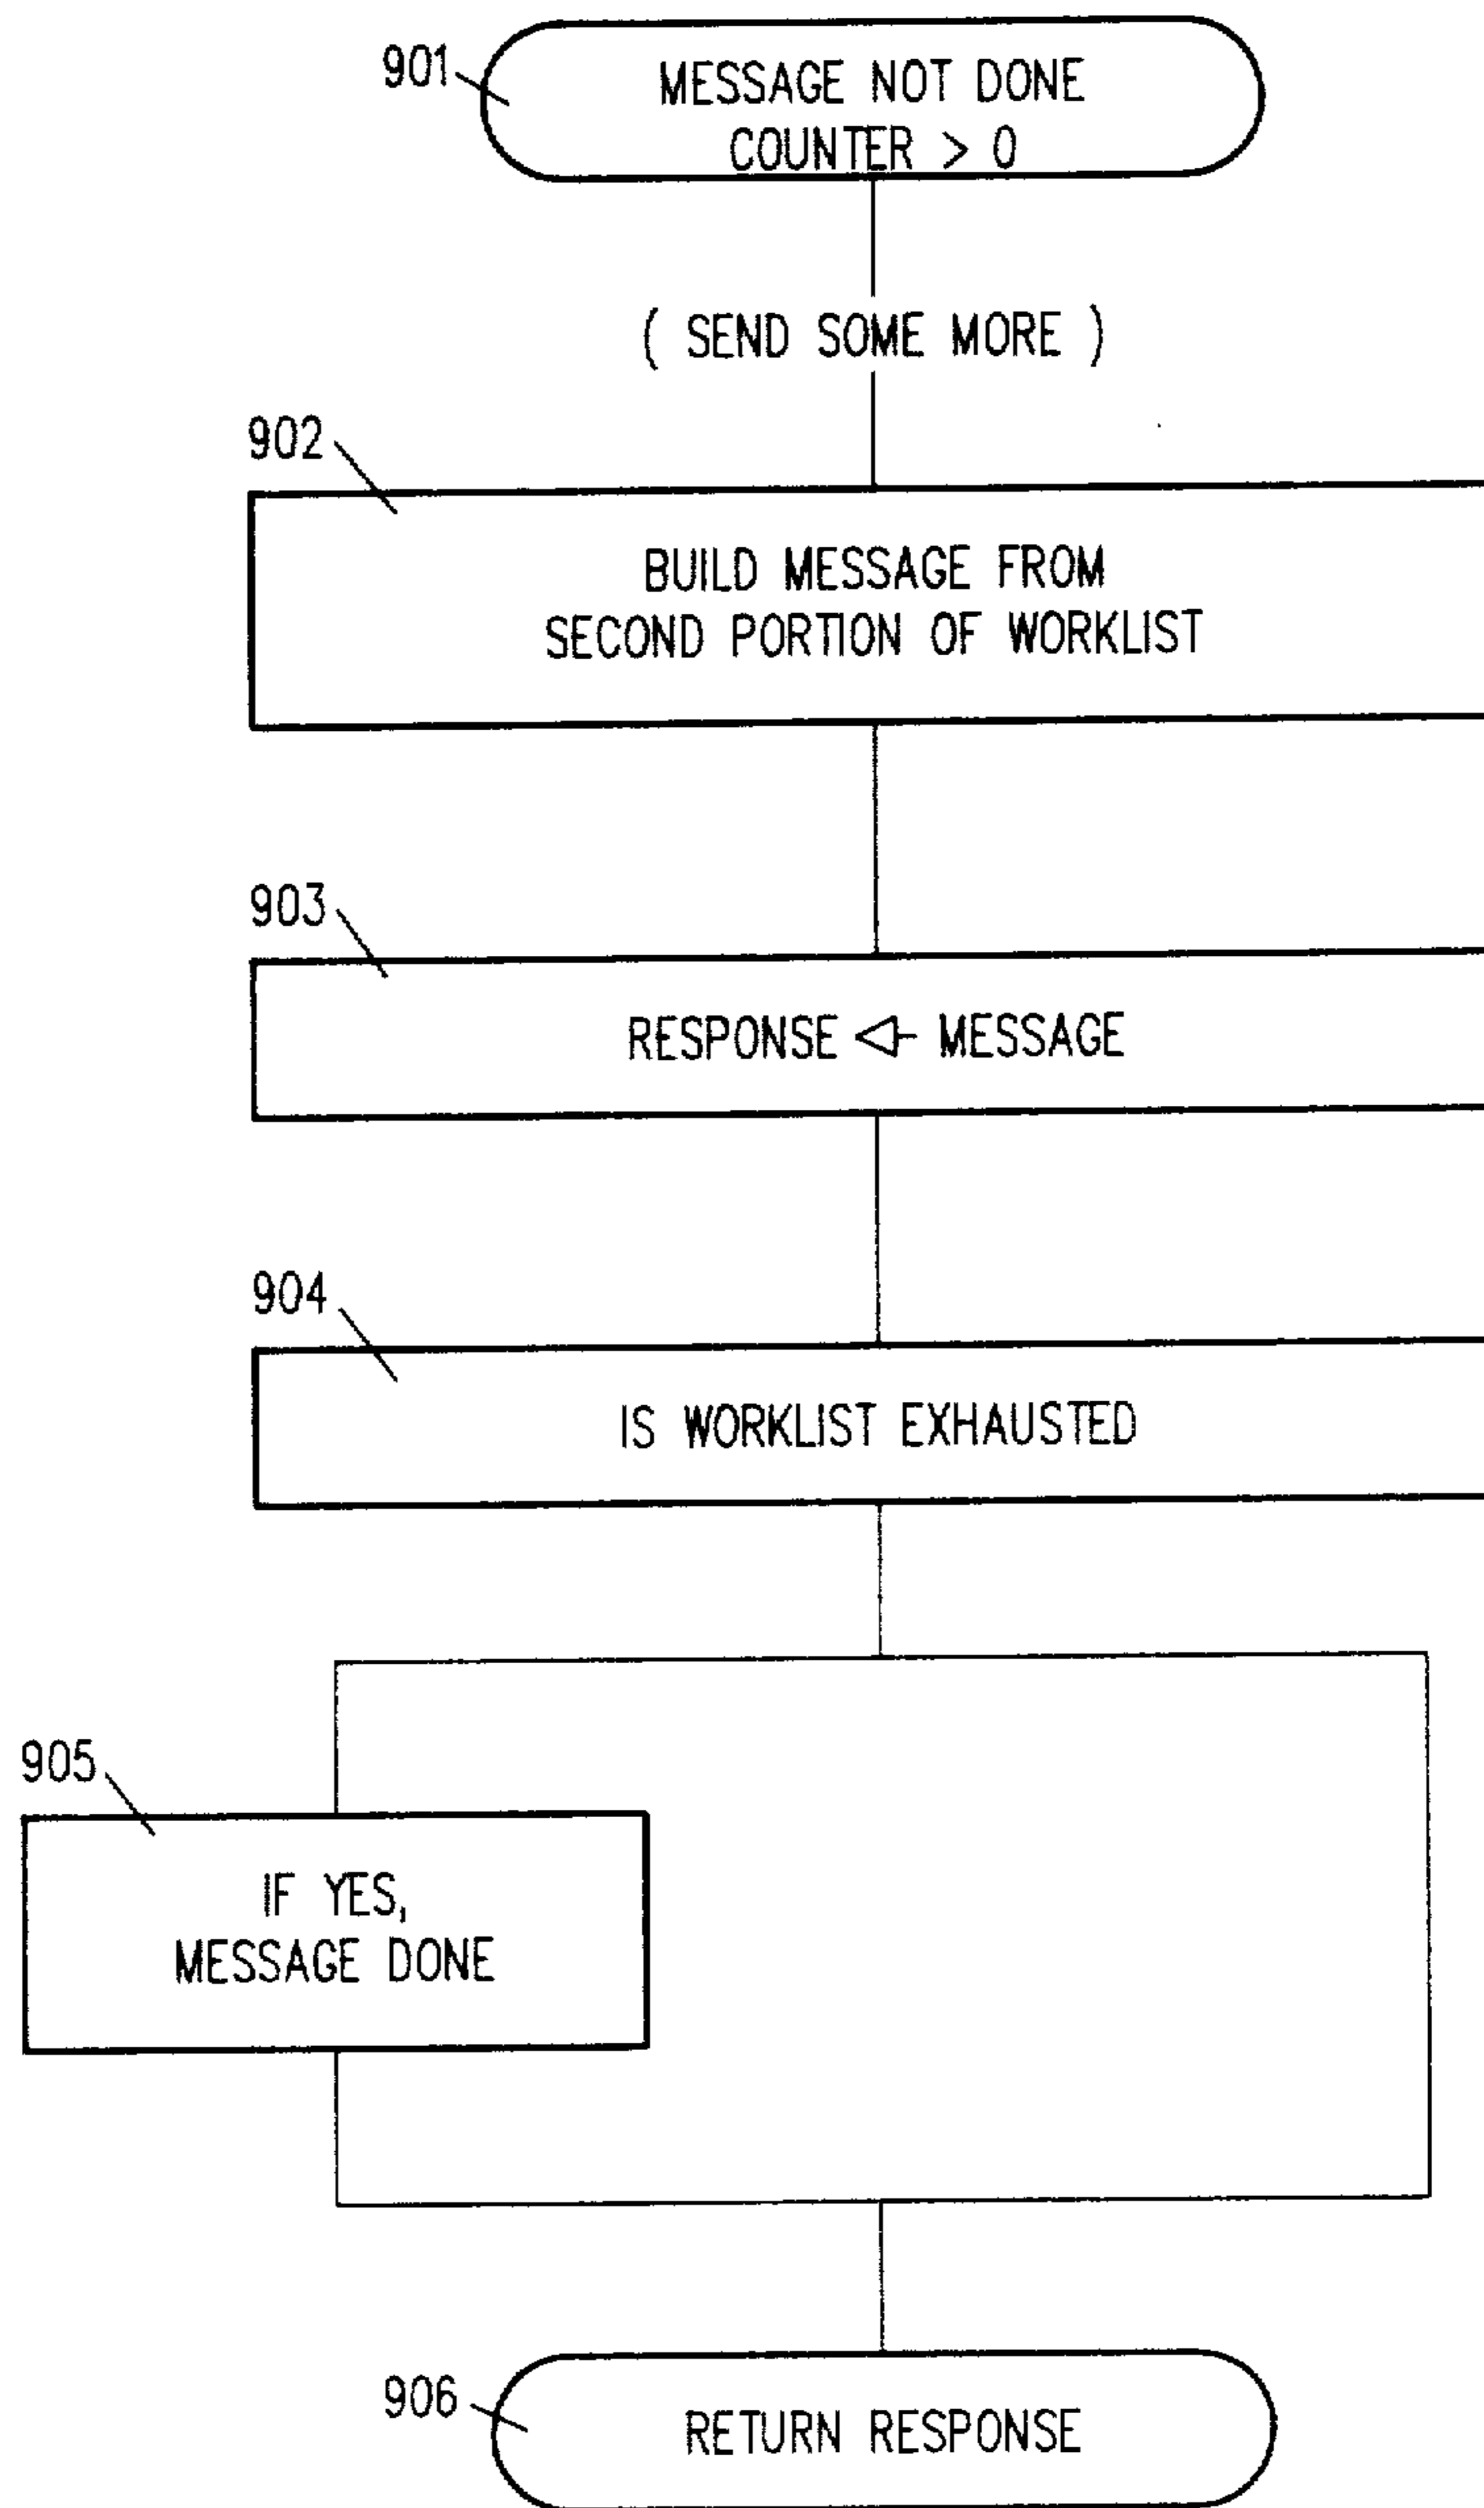 901
MESSAGE NOT DONE
COUNTER > 0
( SEND SOME MORE )
902
BUILD MESSAGE FROM
SECOND PORTION OF WORKLIST
903
RESPONSE ◁- MESSAGE
904
IS WORKLIST EXHAUSTED
905
IF YES,
MESSAGE DONE
906
RETURN RESPONSE